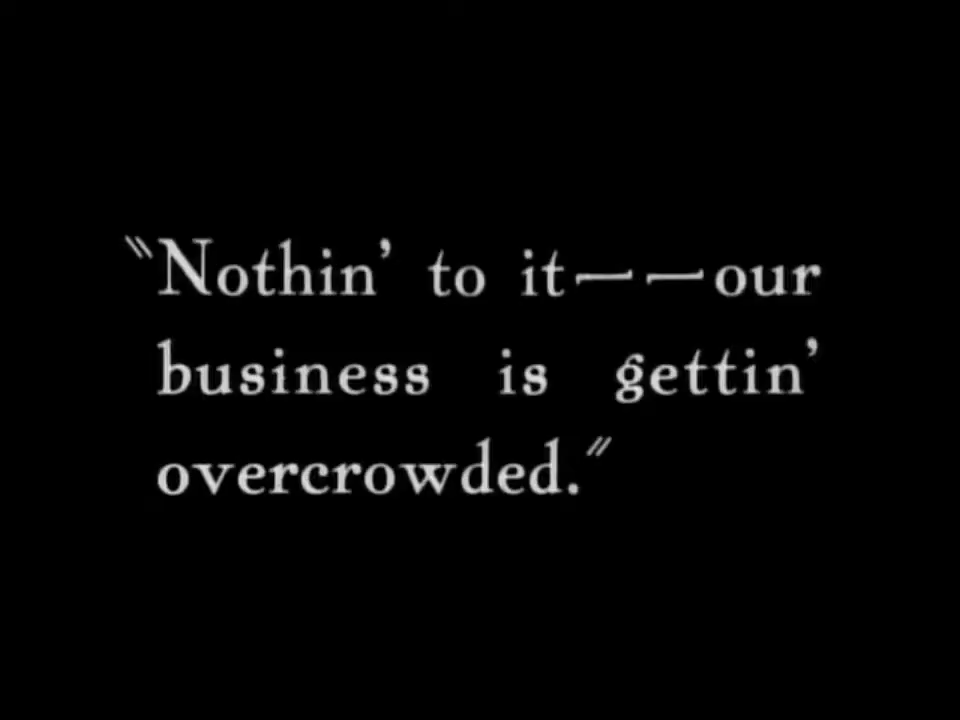 "Nothin' to it——our
business is gettin'
overcrowded."